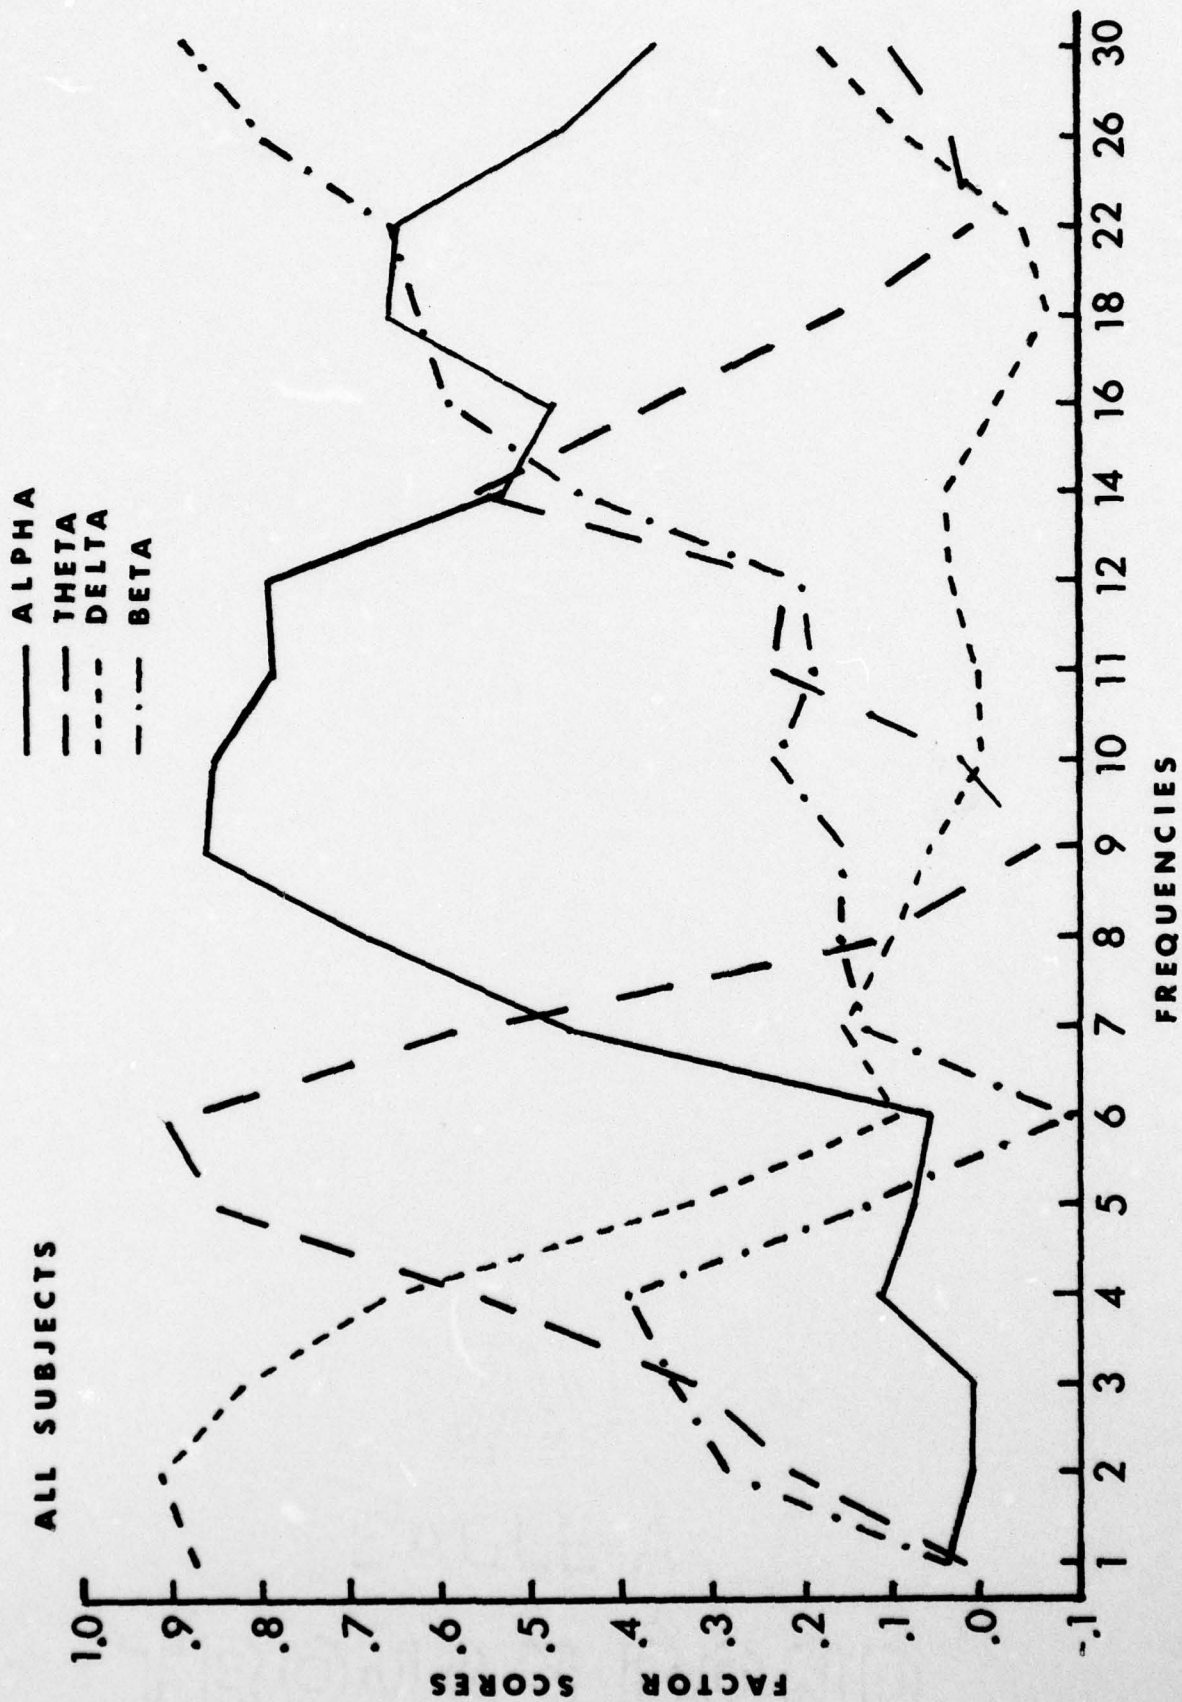 ALL SUBJECTS
ALPHA
THETA
DELTA
BETA
FACTOR SCORES
1.0
.9
.8
.7
.6
.5
.4
.3
.2
.1
.0
-.1
1 2 3 4 5 6 7 8 9 10 11 12 14 16 18 22 26 30
FREQUENCIES